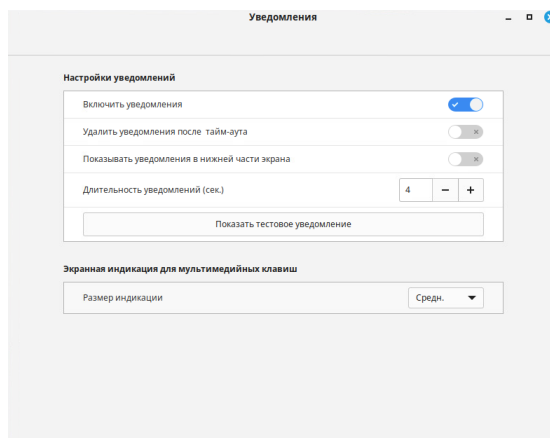 Уведомления
Настройки уведомлений
Включить уведомления
Удалить уведомления после тайм-аута
Показывать уведомления в нижней части экрана
Длительность уведомлений (сек.)
4
Показать тестовое уведомление
Экранная индикация для мультимедийных клавиш
Размер индикации
Средн.